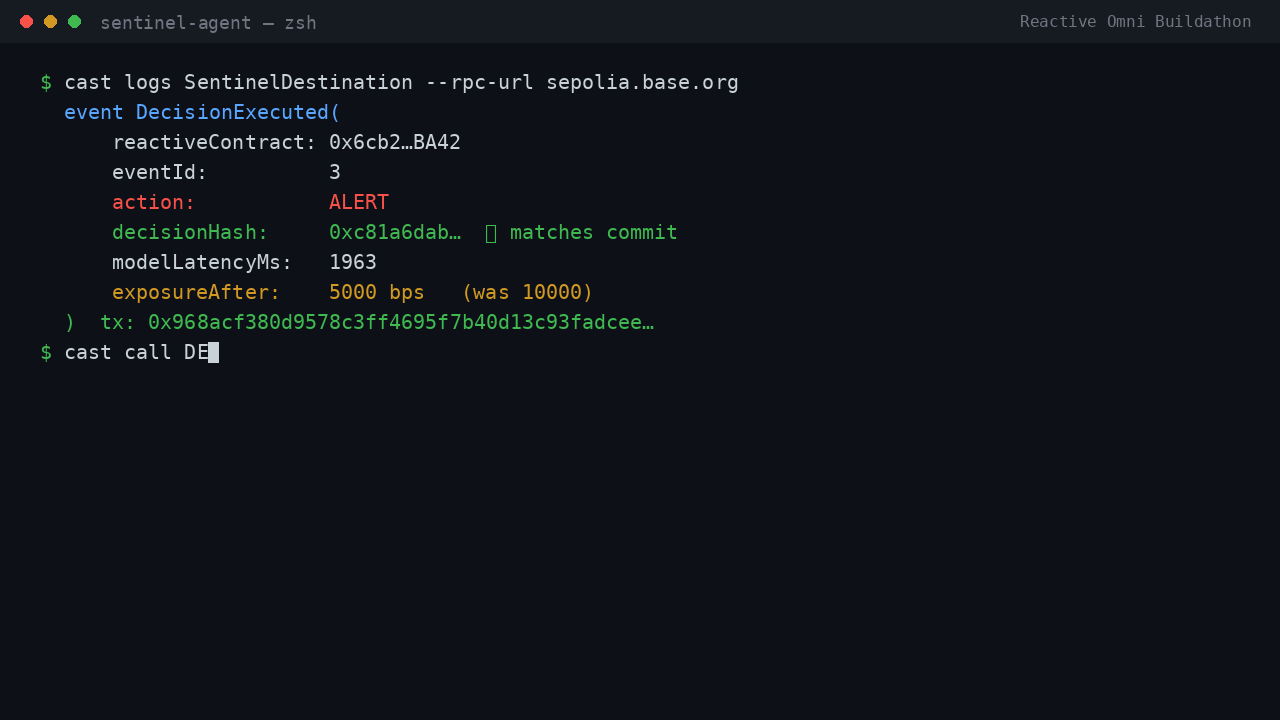 sentinel-agent — zsh
Reactive Omni Buildathon
$ cast logs SentinelDestination --rpc-url sepolia.base.org
event DecisionExecuted(
reactiveContract: 0x6cb2…BA42
eventId: 3
action: ALERT
decisionHash: 0xc81a6dab… ▯ matches commit
modelLatencyMs: 1963
exposureAfter: 5000 bps (was 10000)
) tx: 0x968acf380d9578c3ff4695f7b40d13c93fadcee…
$ cast call DE